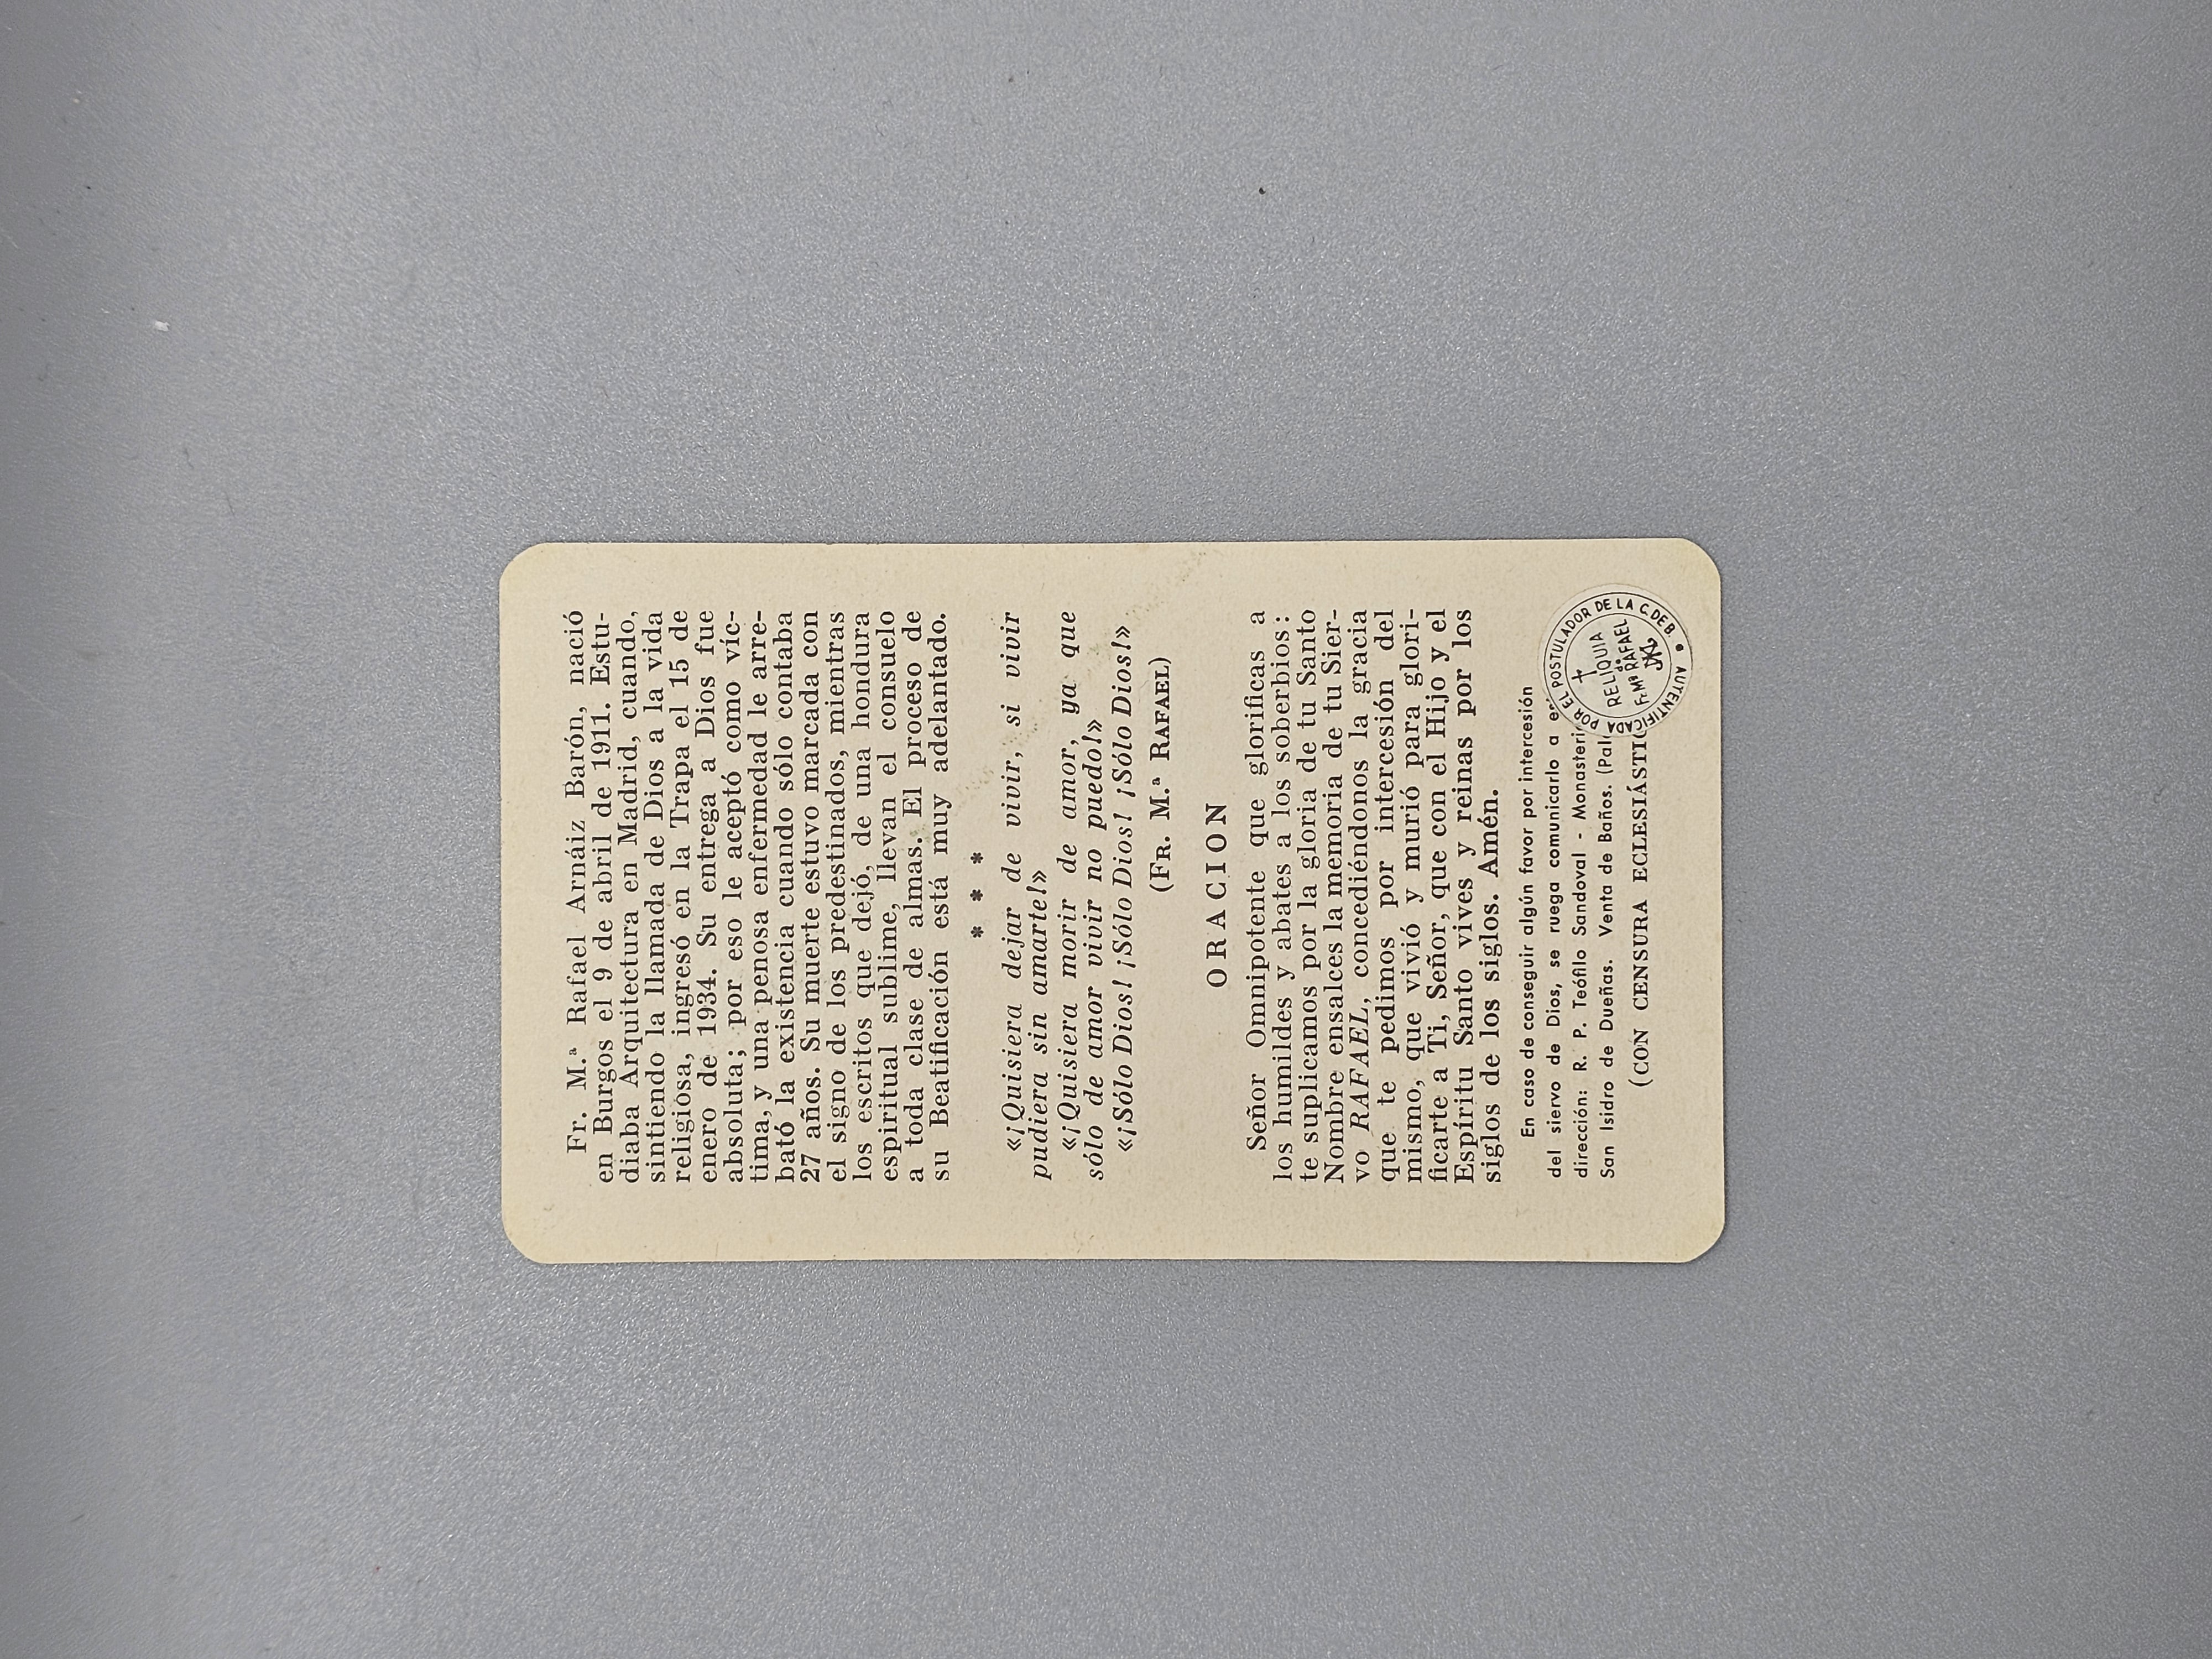 Fr. M.ª Rafael Arnáiz Barón, nació
en Burgos el 9 de abril de 1911. Estu-
diaba Arquitectura en Madrid, cuando,
sintiendo la llamada de Dios a la vida
religiosa, ingresó en la Trapa el 15 de
enero de 1934. Su entrega a Dios fue
absoluta; por eso le aceptó como víc-
tima, y una penosa enfermedad le arre-
bató la existencia cuando sólo contaba
27 años. Su muerte estuvo marcada con
el signo de los predestinados, mientras
los escritos que dejó, de una hondura
espiritual sublime, llevan el consuelo
a toda clase de almas. El proceso de
su Beatificación está muy adelantado.
* * *
«¡Quisiera dejar de vivir, si vivir
pudiera sin amarte!»
«¡Quisiera morir de amor, ya que
sólo de amor vivir no puedo!»
«¡Sólo Dios! ¡Sólo Dios! ¡Sólo Dios!»
(Fr. M.ª RAFAEL)
ORACION
Señor Omnipotente que glorificas a
los humildes y abates a los soberbios:
te suplicamos por la gloria de tu Santo
Nombre ensalces la memoria de tu Sier-
vo RAFAEL, concediéndonos la gracia
que te pedimos por intercesión del
mismo, que vivió y murió para glori-
ficarte a Ti, Señor, que con el Hijo y el
Espíritu Santo vives y reinas por los
siglos de los siglos. Amén.
En caso de conseguir algún favor por intercesión
del siervo de Dios, se ruega comunicarlo a
dirección: R. P. Teófilo Sandoval - Monasteri
San Isidro de Dueñas. Venta de Baños. (Pal
(CON CENSURA ECLESIÁSTIC
AUTENTIFICADA POR EL POSTULADOR DE LA C. DE B.
RELIQUIA
de
Fr. Mª RAFAEL